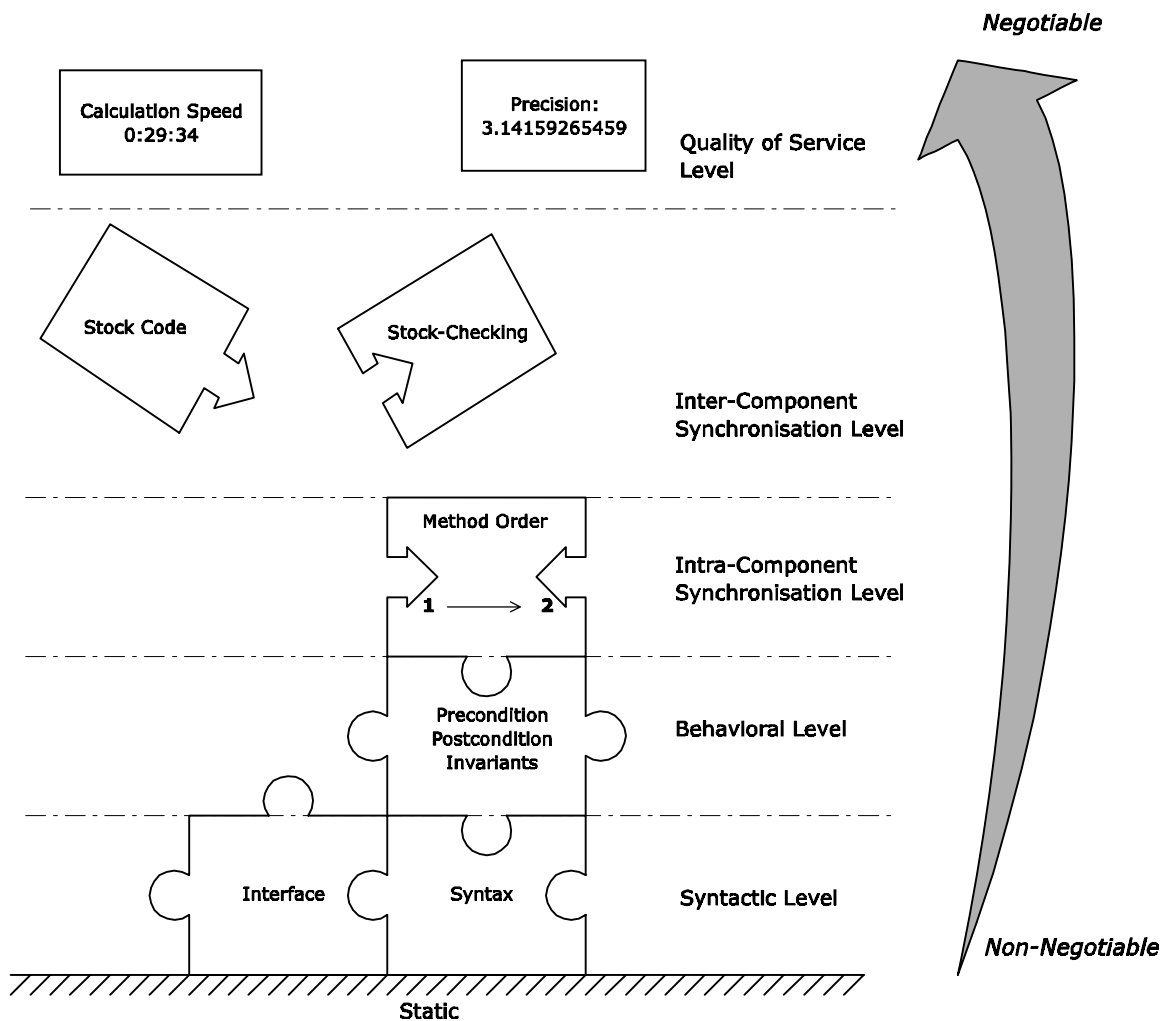 Negotiable
Calculation Speed
0:29:34
Precision:
3.14159265459
Quality of Service
Level
Stock Code
Stock-Checking
Inter-Component
Synchronisation Level
Method Order
1
2
Intra-Component
Synchronisation Level
Precondition
Postcondition
Invariants
Behavioral Level
Interface
Syntax
Syntactic Level
Non-Negotiable
Static